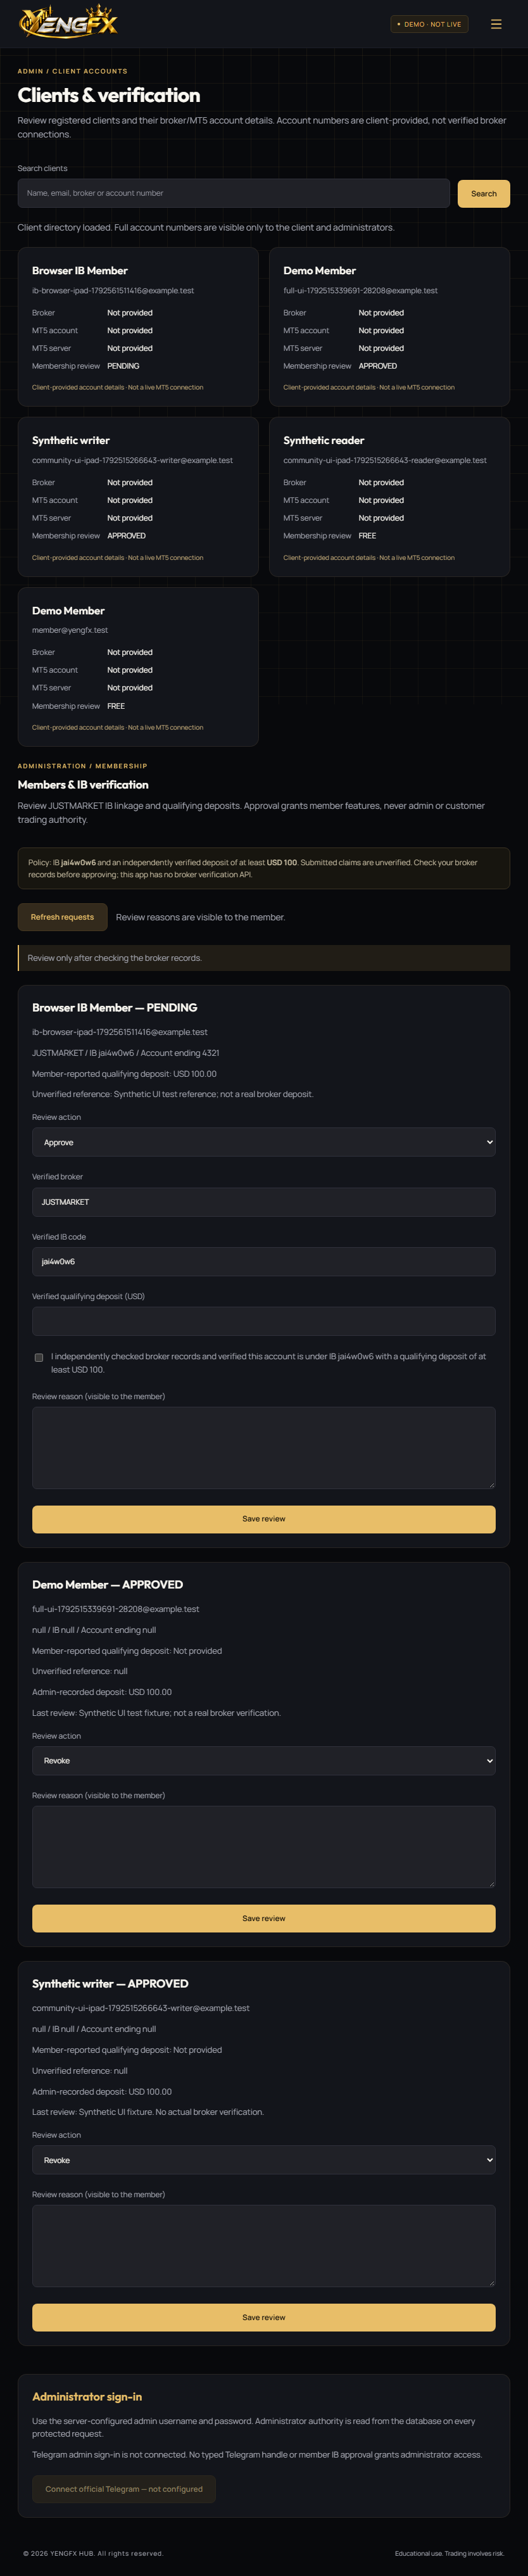 YENGFX
DEMO · NOT LIVE
ADMIN / CLIENT ACCOUNTS
Clients & verification
Review registered clients and their broker/MT5 account details. Account numbers are client-provided, not verified broker
connections.
Search clients
Name, email, broker or account number
Search
Client directory loaded. Full account numbers are visible only to the client and administrators.
Browser IB Member
ib-browser-ipad-1792561511416@example.test
Broker Not provided
MT5 account Not provided
MT5 server Not provided
Membership review PENDING
Client-provided account details · Not a live MT5 connection
Demo Member
full-ui-1792515339691-28208@example.test
Broker Not provided
MT5 account Not provided
MT5 server Not provided
Membership review APPROVED
Client-provided account details · Not a live MT5 connection
Synthetic writer
community-ui-ipad-1792515266643-writer@example.test
Broker Not provided
MT5 account Not provided
MT5 server Not provided
Membership review APPROVED
Client-provided account details · Not a live MT5 connection
Synthetic reader
community-ui-ipad-1792515266643-reader@example.test
Broker Not provided
MT5 account Not provided
MT5 server Not provided
Membership review FREE
Client-provided account details · Not a live MT5 connection
Demo Member
member@yengfx.test
Broker Not provided
MT5 account Not provided
MT5 server Not provided
Membership review FREE
Client-provided account details · Not a live MT5 connection
ADMINISTRATION / MEMBERSHIP
Members & IB verification
Review JUSTMARKET IB linkage and qualifying deposits. Approval grants member features, never admin or customer
trading authority.
Policy: IB jai4w0w6 and an independently verified deposit of at least USD 100. Submitted claims are unverified. Check your broker
records before approving; this app has no broker verification API.
Refresh requests
Review reasons are visible to the member.
Review only after checking the broker records.
Browser IB Member — PENDING
ib-browser-ipad-1792561511416@example.test
JUSTMARKET / IB jai4w0w6 / Account ending 4321
Member-reported qualifying deposit: USD 100.00
Unverified reference: Synthetic UI test reference; not a real broker deposit.
Review action
Approve
Verified broker
JUSTMARKET
Verified IB code
jai4w0w6
Verified qualifying deposit (USD)
I independently checked broker records and verified this account is under IB jai4w0w6 with a qualifying deposit of at
least USD 100.
Review reason (visible to the member)
Save review
Demo Member — APPROVED
full-ui-1792515339691-28208@example.test
null / IB null / Account ending null
Member-reported qualifying deposit: Not provided
Unverified reference: null
Admin-recorded deposit: USD 100.00
Last review: Synthetic UI test fixture; not a real broker verification.
Review action
Revoke
Review reason (visible to the member)
Save review
Synthetic writer — APPROVED
community-ui-ipad-1792515266643-writer@example.test
null / IB null / Account ending null
Member-reported qualifying deposit: Not provided
Unverified reference: null
Admin-recorded deposit: USD 100.00
Last review: Synthetic UI fixture. No actual broker verification.
Review action
Revoke
Review reason (visible to the member)
Save review
Administrator sign-in
Use the server-configured admin username and password. Administrator authority is read from the database on every
protected request.
Telegram admin sign-in is not connected. No typed Telegram handle or member IB approval grants administrator access.
Connect official Telegram — not configured
© 2026 YENGFX HUB. All rights reserved.
Educational use. Trading involves risk.